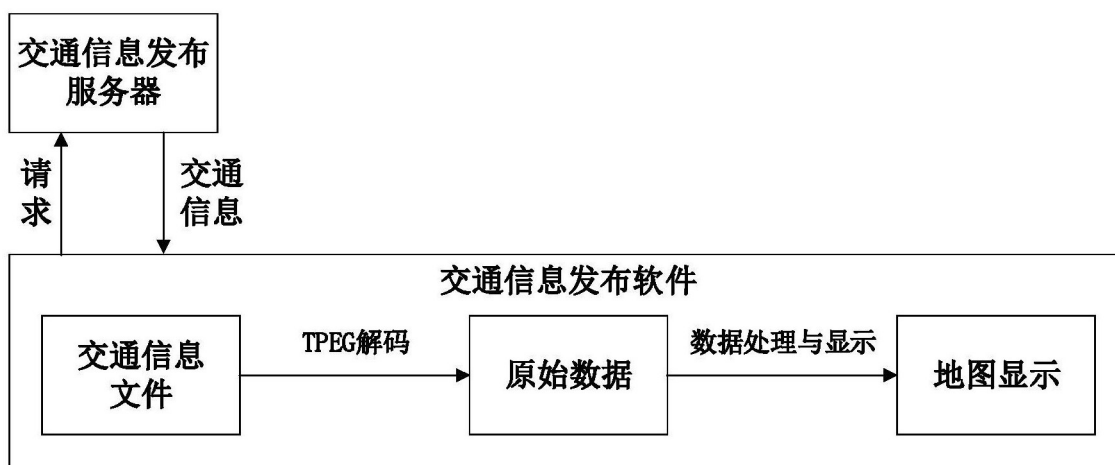 交通信息发布
服务器
请
求
交通
信息
交通信息发布软件
交通信息
文件
TPEG解码
原始数据
数据处理与显示
地图显示